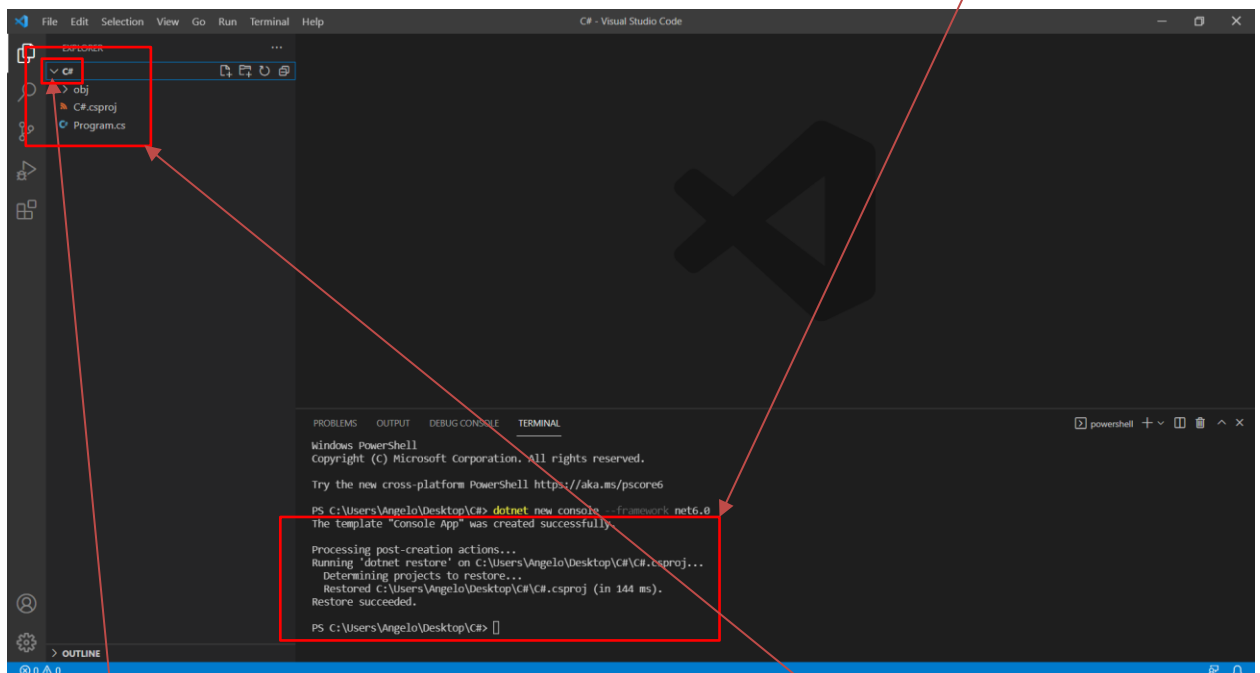 File Edit Selection View Go Run Terminal Help
C# - Visual Studio Code
EXPLORER
C#
obj
C#.csproj
Program.cs
PROBLEMS OUTPUT DEBUG CONSOLE TERMINAL
powershell
Windows PowerShell
Copyright (C) Microsoft Corporation. All rights reserved.
Try the new cross-platform PowerShell https://aka.ms/pscore6
PS C:\Users\Angelo\Desktop\C#> dotnet new console --framework net6.0
The template "Console App" was created successfully.
Processing post-creation actions...
Running 'dotnet restore' on C:\Users\Angelo\Desktop\C#\C#.csproj...
Determining projects to restore...
Restored C:\Users\Angelo\Desktop\C#\C#.csproj (in 144 ms).
Restore succeeded.
PS C:\Users\Angelo\Desktop\C#>
OUTLINE
0 0